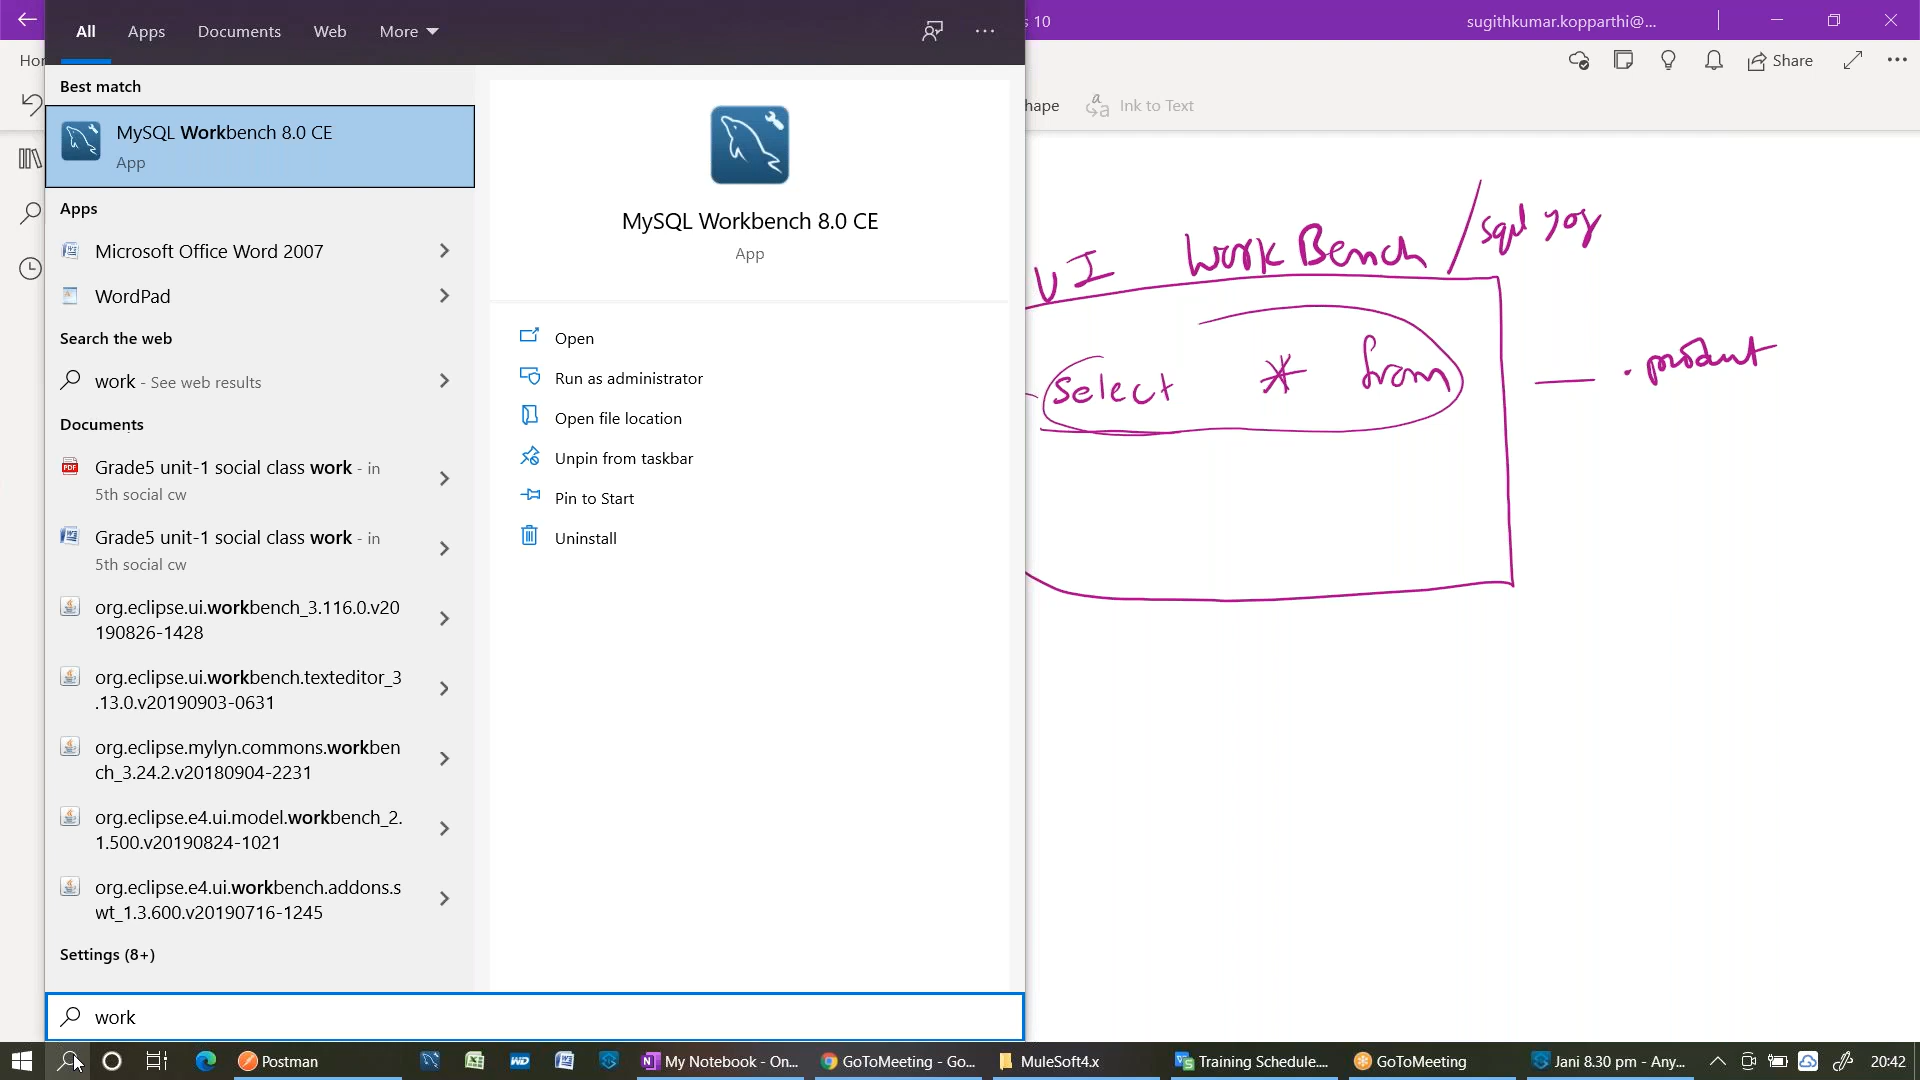 All Apps Documents Web More
s 10
sugithkumar.kopparthi@...
Hor
Share
hape
Ink to Text
Best match
MySQL Workbench 8.0 CE
App
Apps
Microsoft Office Word 2007
WordPad
Search the web
work - See web results
Documents
Grade5 unit-1 social class work - in
5th social cw
Grade5 unit-1 social class work - in
5th social cw
org.eclipse.ui.workbench_3.116.0.v20
190826-1428
org.eclipse.ui.workbench.texteditor_3
.13.0.v20190903-0631
org.eclipse.mylyn.commons.workben
ch_3.24.2.v20180904-2231
org.eclipse.e4.ui.model.workbench_2.
1.500.v20190824-1021
org.eclipse.e4.ui.workbench.addons.s
wt_1.3.600.v20190716-1245
Settings (8+)
work
MySQL Workbench 8.0 CE
App
Open
Run as administrator
Open file location
Unpin from taskbar
Pin to Start
Uninstall
UI WorkBench / sql yog
Select * from — . product
Postman
My Notebook - On...
GoToMeeting - Go...
MuleSoft4.x
Training Schedule....
GoToMeeting
Jani 8.30 pm - Any...
20:42